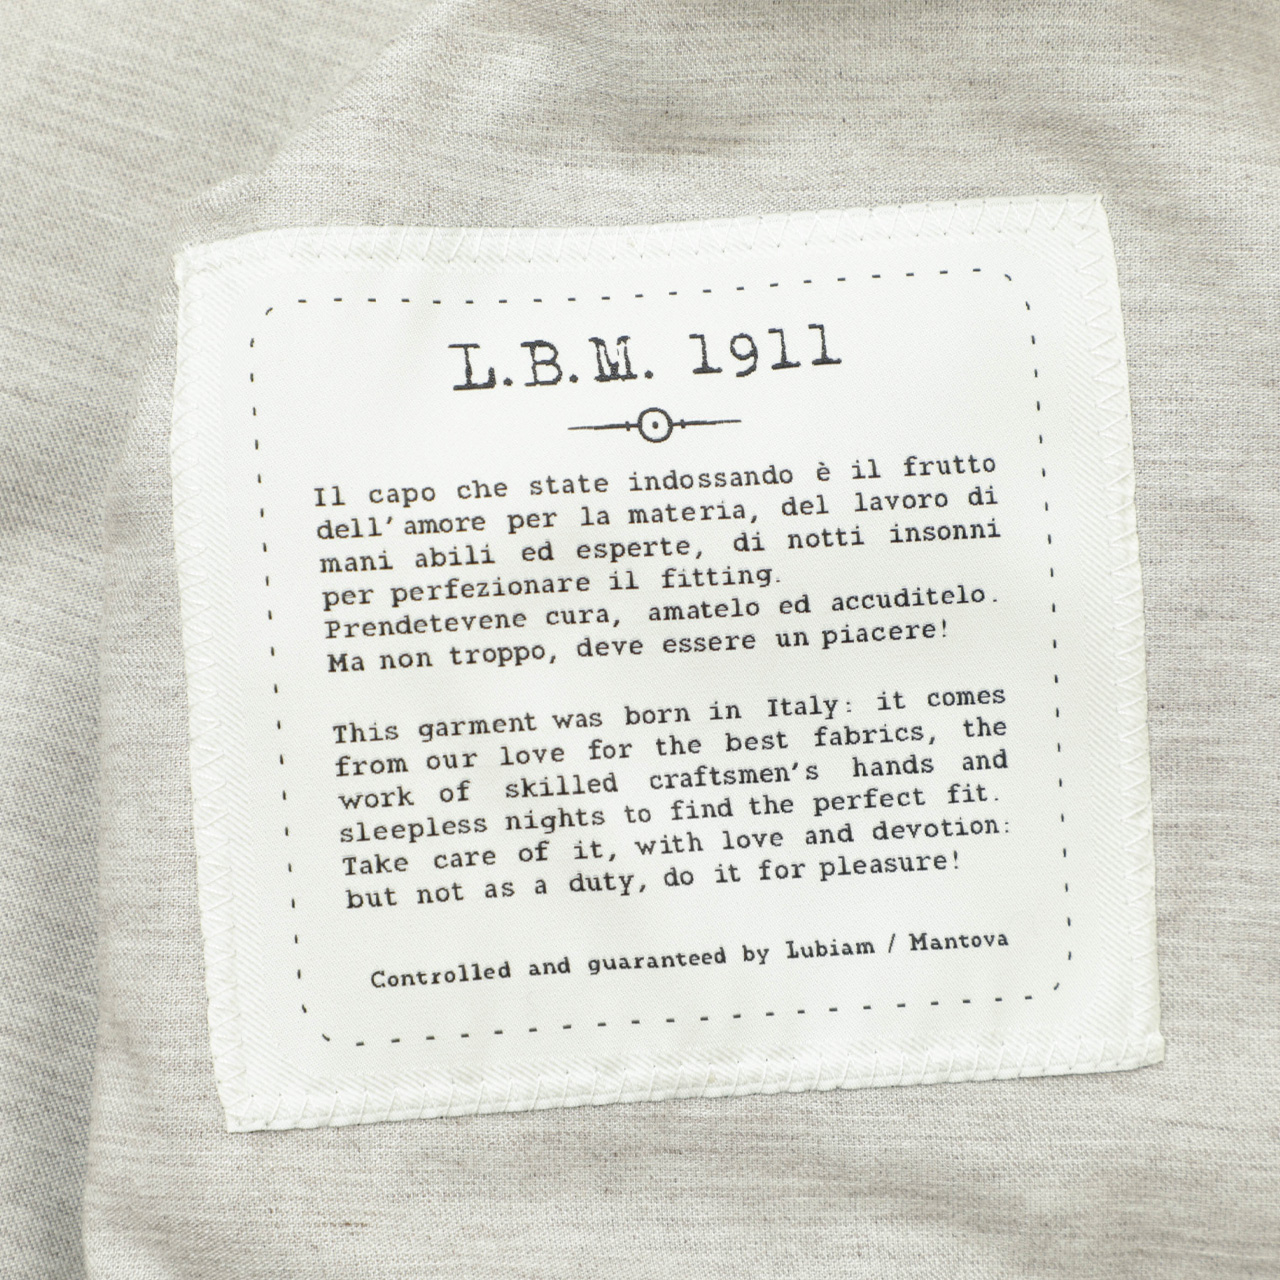 L.B.M. 1911
Il capo che state indossando è il frutto
dell'amore per la materia, del lavoro di
mani abili ed esperte, di notti insonni
per perfezionare il fitting.
Prendetevene cura, amatelo ed accuditelo.
Ma non troppo, deve essere un piacere!
This garment was born in Italy: it comes
from our love for the best fabrics, the
work of skilled craftsmen's hands and
sleepless nights to find the perfect fit.
Take care of it, with love and devotion:
but not as a duty, do it for pleasure!
Controlled and guaranteed by Lubiam / Mantova